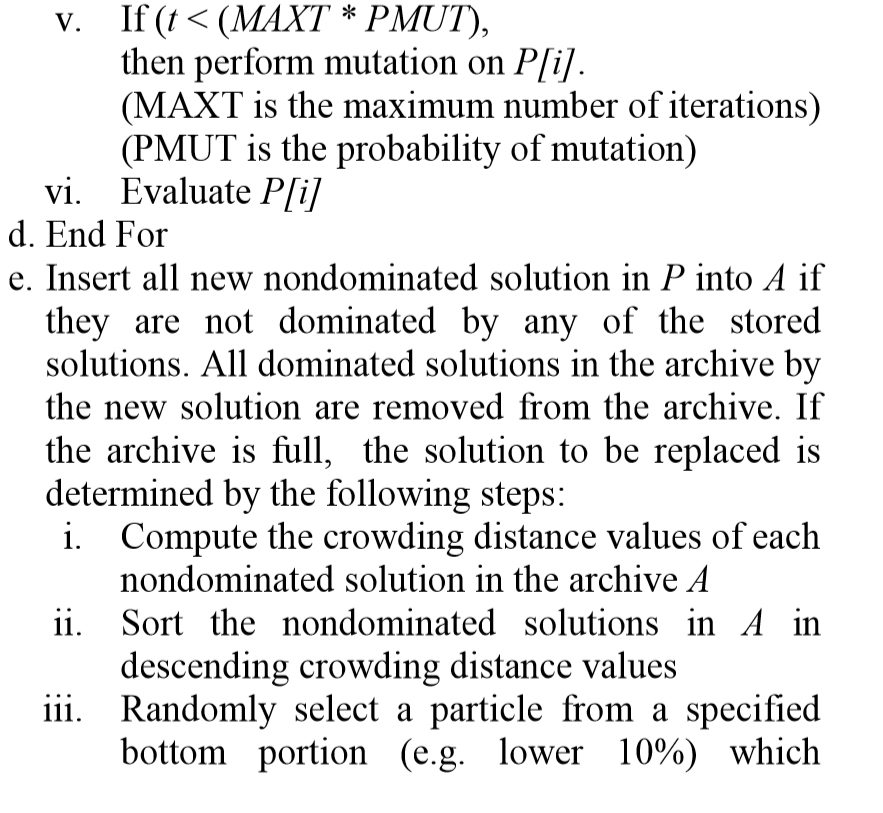 v. If (t < (MAXT * PMUT),
then perform mutation on P[i].
(MAXT is the maximum number of iterations)
(PMUT is the probability of mutation)
vi. Evaluate P[i]
d. End For
e. Insert all new nondominated solution in P into A if
they are not dominated by any of the stored
solutions. All dominated solutions in the archive by
the new solution are removed from the archive. If
the archive is full, the solution to be replaced is
determined by the following steps:
i. Compute the crowding distance values of each
nondominated solution in the archive A
ii. Sort the nondominated solutions in A in
descending crowding distance values
iii. Randomly select a particle from a specified
bottom portion (e.g. lower 10%) which